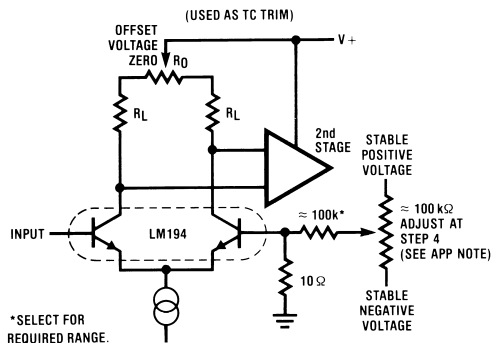 (USED AS TC TRIM)
OFFSET
VOLTAGE
ZERO R0
V+
RL
RL
2nd
STAGE
STABLE
POSITIVE
VOLTAGE
≈ 100k*
≈ 100 kΩ
ADJUST AT
STEP 4
(SEE APP NOTE)
INPUT
LM194
10 Ω
STABLE
NEGATIVE
VOLTAGE
*SELECT FOR
REQUIRED RANGE.